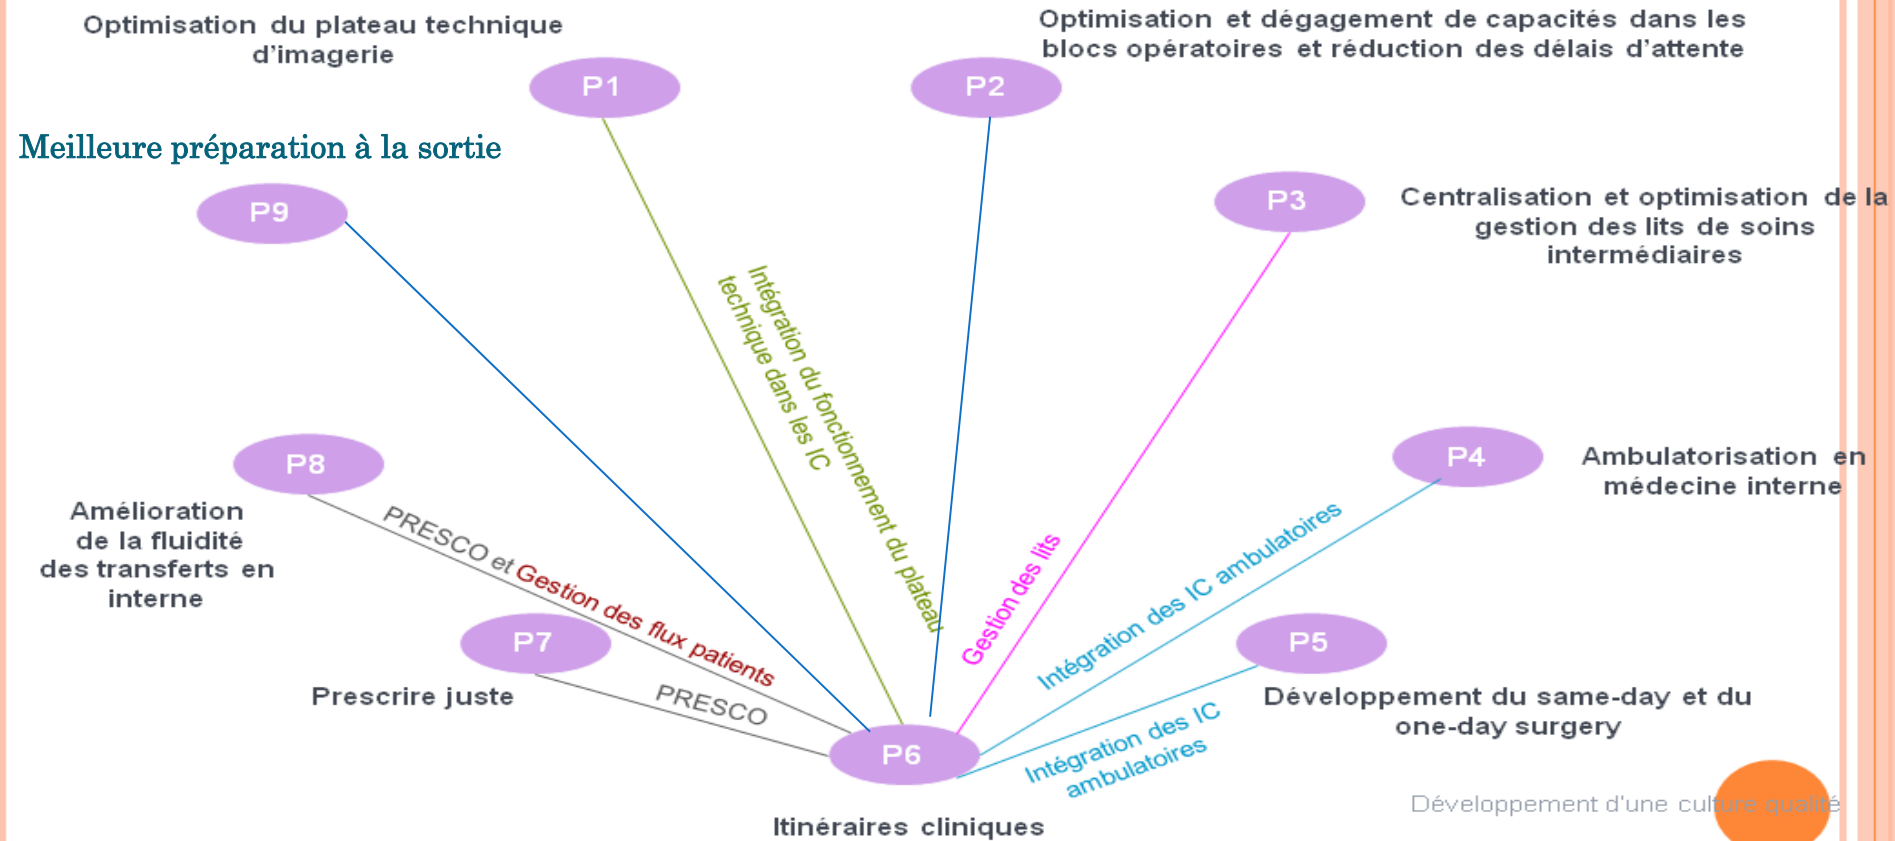 Optimisation du plateau technique
d’imagerie
Optimisation et dégagement de capacités dans les
blocs opératoires et réduction des délais d’attente
P1
P2
Meilleure préparation à la sortie
P9
P3
Centralisation et optimisation de la
gestion des lits de soins
intermédiaires
Intégration du fonctionnement du plateau
technique dans les IC
P8
P4
Ambulatorisation en
médecine interne
Amélioration
de la fluidité
des transferts en
interne
PRESCO et Gestion des flux patients
Gestion des lits
Intégration des IC ambulatoires
P7
P5
Prescrire juste
PRESCO
Développement du same-day et du
one-day surgery
Intégration des IC
ambulatoires
P6
Développement d'une culture qualité
Itinéraires cliniques